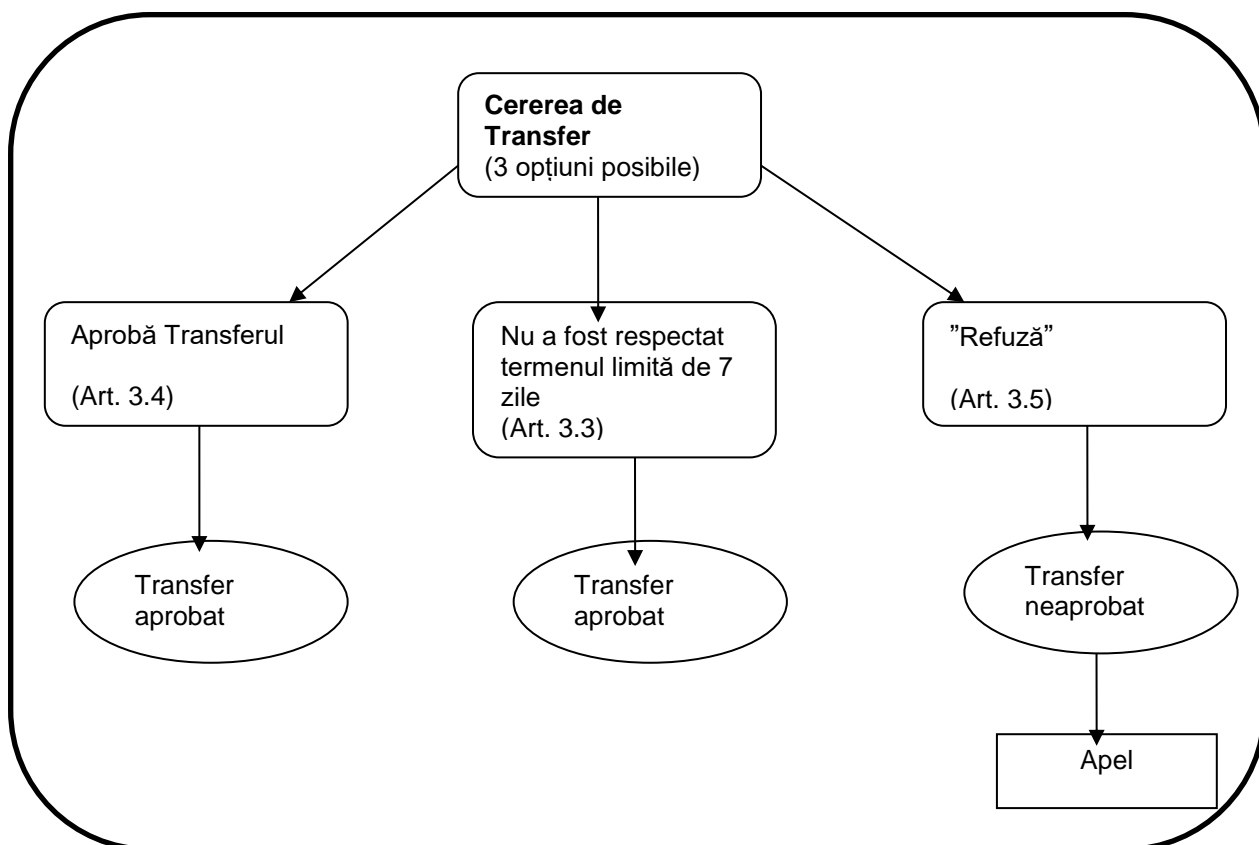 Cererea de
Transfer
(3 opțiuni posibile)
Aprobă Transferul
(Art. 3.4)
Nu a fost respectat
termenul limită de 7
zile
(Art. 3.3)
”Refuză”
(Art. 3.5)
Transfer
aprobat
Transfer
aprobat
Transfer
neaprobat
Apel